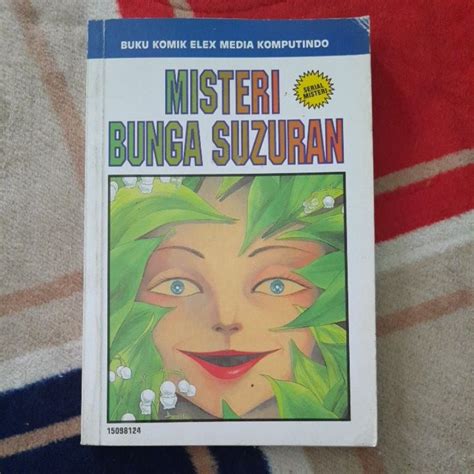 BUKU KOMIK ELEX MEDIA KOMPUTINDO
MISTERI
SERIAL
MISTERI
BUNGA SUZURAN
15098124